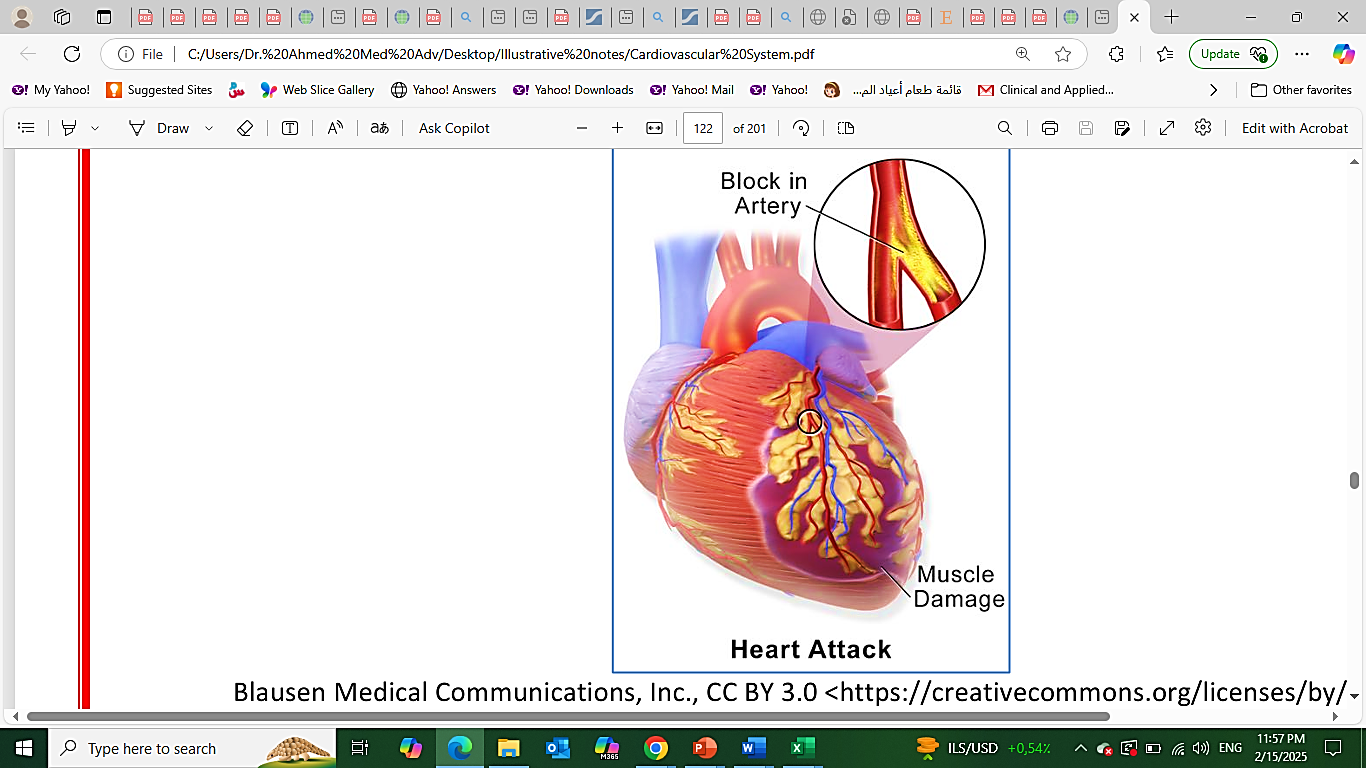 File
C:/Users/Dr.%20Ahmed%20Med%20Adv/Desktop/Illustrative%20notes/Cardiovascular%20System.pdf
Update
My Yahoo!
Suggested Sites
Web Slice Gallery
Yahoo! Answers
Yahoo! Downloads
Yahoo! Mail
Yahoo!
قائمة طعام أعياد الم...
Clinical and Applied...
Other favorites
Draw
Ask Copilot
122
of 201
Edit with Acrobat
Block in
Artery
Muscle
Damage
Heart Attack
Blausen Medical Communications, Inc., CC BY 3.0 <https://creativecommons.org/licenses/by/
Type here to search
M365
ILS/USD +0,54%
ENG
11:57 PM
2/15/2025